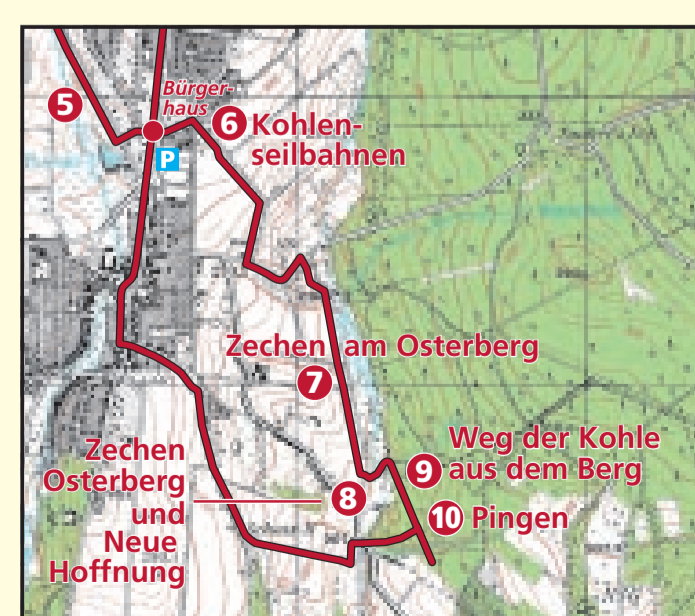 5
Bürger-
haus
6 Kohlen-
seilbahnen
P
Zechen am Osterberg
7
Weg der Kohle
9 aus dem Berg
Zechen
Osterberg
und
Neue
Hoffnung
8
10 Pingen